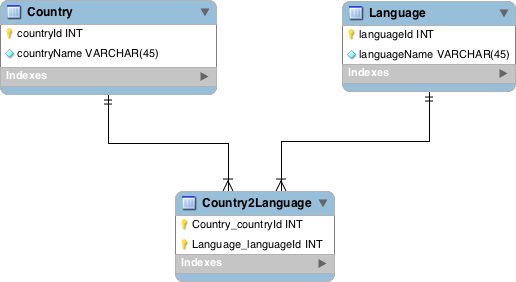 Country
countryId INT
countryName VARCHAR(45)
Indexes
Language
languageId INT
languageName VARCHAR(45)
Indexes
Country2Language
Country_countryId INT
Language_languageId INT
Indexes